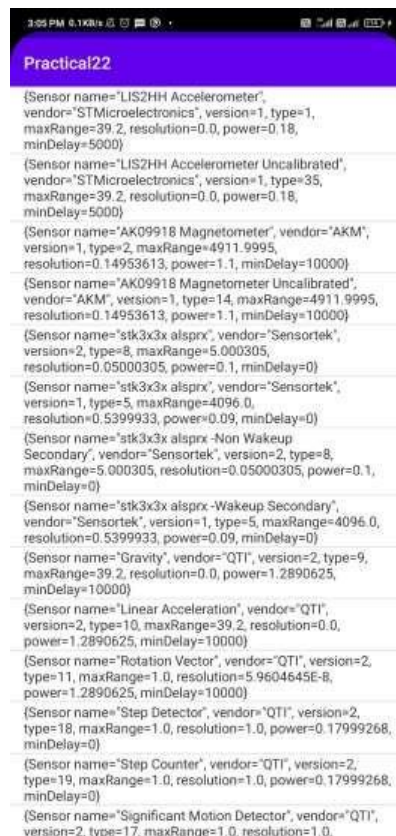 3:05 PM 0.1KB/s
Practical22
{Sensor name="LIS2HH Accelerometer",
vendor="STMicroelectronics", version=1, type=1,
maxRange=39.2, resolution=0.0, power=0.18,
minDelay=5000}
{Sensor name="LIS2HH Accelerometer Uncalibrated",
vendor="STMicroelectronics", version=1, type=35,
maxRange=39.2, resolution=0.0, power=0.18,
minDelay=5000}
{Sensor name="AK09918 Magnetometer", vendor="AKM",
version=1, type=2, maxRange=4911.9995,
resolution=0.14953613, power=1.1, minDelay=10000}
{Sensor name="AK09918 Magnetometer Uncalibrated",
vendor="AKM", version=1, type=14, maxRange=4911.9995,
resolution=0.14953613, power=1.1, minDelay=10000}
{Sensor name="stk3x3x alsprx", vendor="Sensortek",
version=2, type=8, maxRange=5.000305,
resolution=0.05000305, power=0.1, minDelay=0}
{Sensor name="stk3x3x alsprx", vendor="Sensortek",
version=1, type=5, maxRange=4096.0,
resolution=0.5399933, power=0.09, minDelay=0}
{Sensor name="stk3x3x alsprx -Non Wakeup
Secondary", vendor="Sensortek", version=2, type=8,
maxRange=5.000305, resolution=0.05000305, power=0.1,
minDelay=0}
{Sensor name="stk3x3x alsprx -Wakeup Secondary",
vendor="Sensortek", version=1, type=5, maxRange=4096.0,
resolution=0.5399933, power=0.09, minDelay=0}
{Sensor name="Gravity", vendor="QTI", version=2, type=9,
maxRange=39.2, resolution=0.0, power=1.2890625,
minDelay=10000}
{Sensor name="Linear Acceleration", vendor="QTI",
version=2, type=10, maxRange=39.2, resolution=0.0,
power=1.2890625, minDelay=10000}
{Sensor name="Rotation Vector", vendor="QTI", version=2,
type=11, maxRange=1.0, resolution=5.9604645E-8,
power=1.2890625, minDelay=10000}
{Sensor name="Step Detector", vendor="QTI", version=2,
type=18, maxRange=1.0, resolution=1.0, power=0.17999268,
minDelay=0}
{Sensor name="Step Counter", vendor="QTI", version=2,
type=19, maxRange=1.0, resolution=1.0, power=0.17999268,
minDelay=0}
{Sensor name="Significant Motion Detector", vendor="QTI",
version=2, type=17, maxRange=1.0, resolution=1.0,